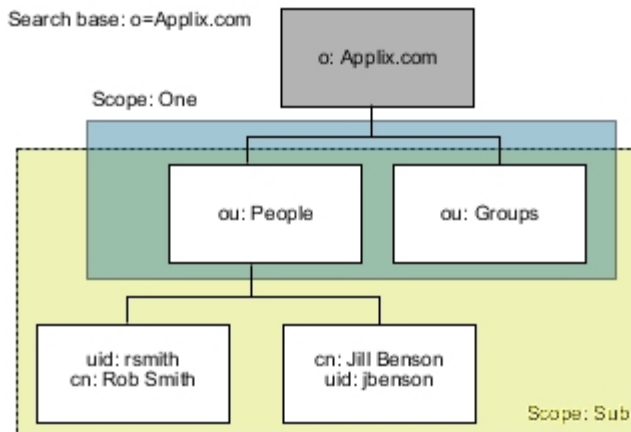 Search base: o=Applix.com
o: Applix.com
Scope: One
ou: People
ou: Groups
uid: rsmith
cn: Rob Smith
cn: Jill Benson
uid: jbenson
Scope: Sub